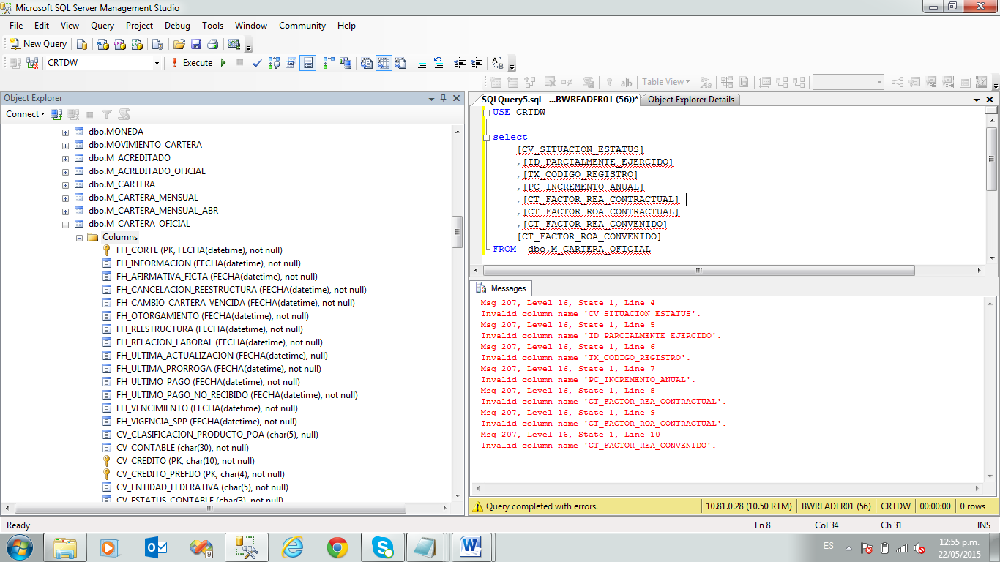 Microsoft SQL Server Management Studio
File Edit View Query Project Debug Tools Window Community Help
New Query
CRTDW Execute
Table View
Object Explorer
SQLQuery5.sql - ...BWREADER01 (56))* Object Explorer Details
Connect
dbo.MONEDA
dbo.MOVIMIENTO_CARTERA
dbo.M_ACREDITADO
dbo.M_ACREDITADO_OFICIAL
dbo.M_CARTERA
dbo.M_CARTERA_MENSUAL
dbo.M_CARTERA_MENSUAL_ABR
dbo.M_CARTERA_OFICIAL
Columns
FH_CORTE (PK, FECHA(datetime), not null)
FH_INFORMACION (FECHA(datetime), not null)
FH_AFIRMATIVA_FICTA (FECHA(datetime), not null)
FH_CANCELACION_REESTRUCTURA (FECHA(datetime), not null)
FH_CAMBIO_CARTERA_VENCIDA (FECHA(datetime), not null)
FH_OTORGAMIENTO (FECHA(datetime), not null)
FH_REESTRUCTURA (FECHA(datetime), not null)
FH_RELACION_LABORAL (FECHA(datetime), not null)
FH_ULTIMA_ACTUALIZACION (FECHA(datetime), null)
FH_ULTIMA_PRORROGA (FECHA(datetime), not null)
FH_ULTIMO_PAGO (FECHA(datetime), not null)
FH_ULTIMO_PAGO_NO_RECIBIDO (FECHA(datetime), not null)
FH_VENCIMIENTO (FECHA(datetime), not null)
FH_VIGENCIA_SPP (FECHA(datetime), not null)
CV_CLASIFICACION_PRODUCTO_POA (char(5), null)
CV_CONTABLE (char(30), not null)
CV_CREDITO (PK, char(10), not null)
CV_CREDITO_PREFIJO (PK, char(4), not null)
CV_ENTIDAD_FEDERATIVA (char(5), not null)
CV_ESTATUS_CONTABLE (char(3), not null)
USE CRTDW
select
[CV_SITUACION_ESTATUS]
,[ID_PARCIALMENTE_EJERCIDO]
,[TX_CODIGO_REGISTRO]
,[PC_INCREMENTO_ANUAL]
,[CT_FACTOR_REA_CONTRACTUAL]
,[CT_FACTOR_ROA_CONTRACTUAL]
,[CT_FACTOR_REA_CONVENIDO]
[CT_FACTOR_ROA_CONVENIDO]
FROM dbo.M_CARTERA_OFICIAL
Messages
Msg 207, Level 16, State 1, Line 4
Invalid column name 'CV_SITUACION_ESTATUS'.
Msg 207, Level 16, State 1, Line 5
Invalid column name 'ID_PARCIALMENTE_EJERCIDO'.
Msg 207, Level 16, State 1, Line 6
Invalid column name 'TX_CODIGO_REGISTRO'.
Msg 207, Level 16, State 1, Line 7
Invalid column name 'PC_INCREMENTO_ANUAL'.
Msg 207, Level 16, State 1, Line 8
Invalid column name 'CT_FACTOR_REA_CONTRACTUAL'.
Msg 207, Level 16, State 1, Line 9
Invalid column name 'CT_FACTOR_ROA_CONTRACTUAL'.
Msg 207, Level 16, State 1, Line 10
Invalid column name 'CT_FACTOR_REA_CONVENIDO'.
Query completed with errors. 10.81.0.28 (10.50 RTM) BWREADER01 (56) CRTDW 00:00:00 0 rows
Ready Ln 8 Col 34 Ch 31 INS
ES 12:55 p.m.
22/05/2015